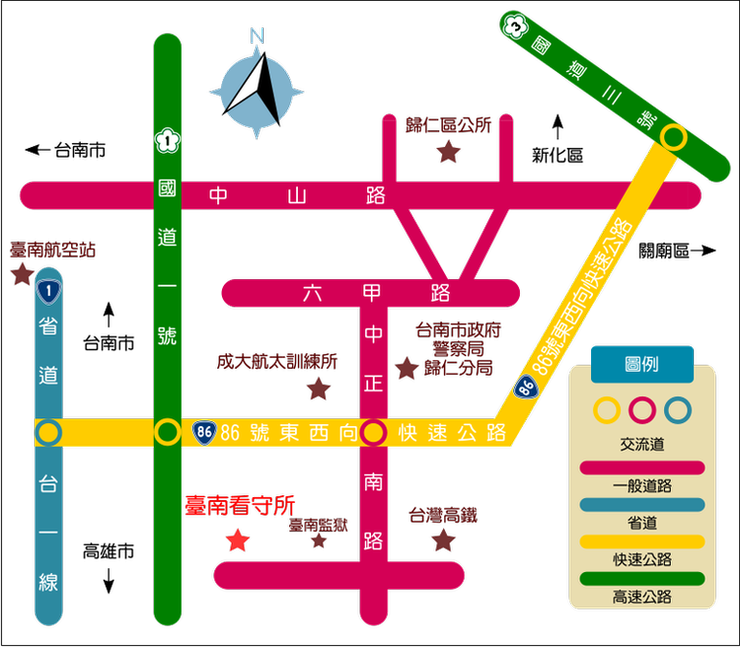 N
3
國道三號
歸仁區公所
1
台南市
新化區
國道一號
中山路
關廟區
臺南航空站
1
省道台一線
六甲路
86號東西向快速公路
86
台南市
中正南路
台南市政府
警察局
歸仁分局
成大航太訓練所
圖例
交流道
一般道路
省道
快速公路
高速公路
86
86號東西向快速公路
臺南看守所
臺南監獄
台灣高鐵
高雄市